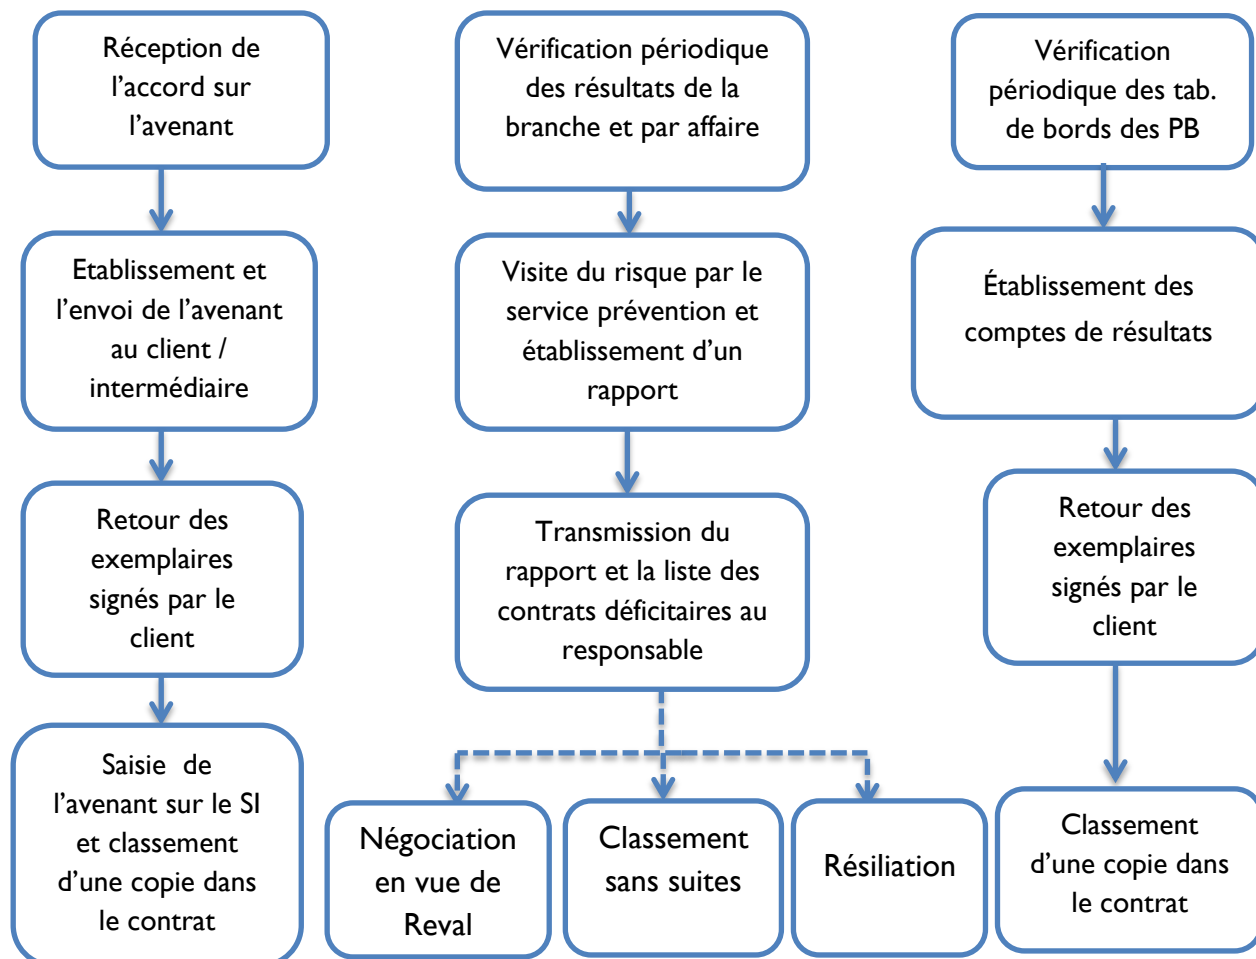 Réception de
l'accord sur
l'avenant
Etablissement et
l'envoi de l'avenant
au client /
intermédiaire
Retour des
exemplaires
signés par le
client
Saisie de
l'avenant sur le SI
et classement
d'une copie dans
le contrat
Vérification périodique
des résultats de la
branche et par affaire
Visite du risque par le
service prévention et
établissement d'un
rapport
Transmission du
rapport et la liste des
contrats déficitaires au
responsable
Négociation
en vue de
Reval
Classement
sans suites
Résiliation
Vérification
périodique des tab.
de bords des PB
Établissement des
comptes de résultats
Retour des
exemplaires
signés par le
client
Classement
d'une copie dans
le contrat